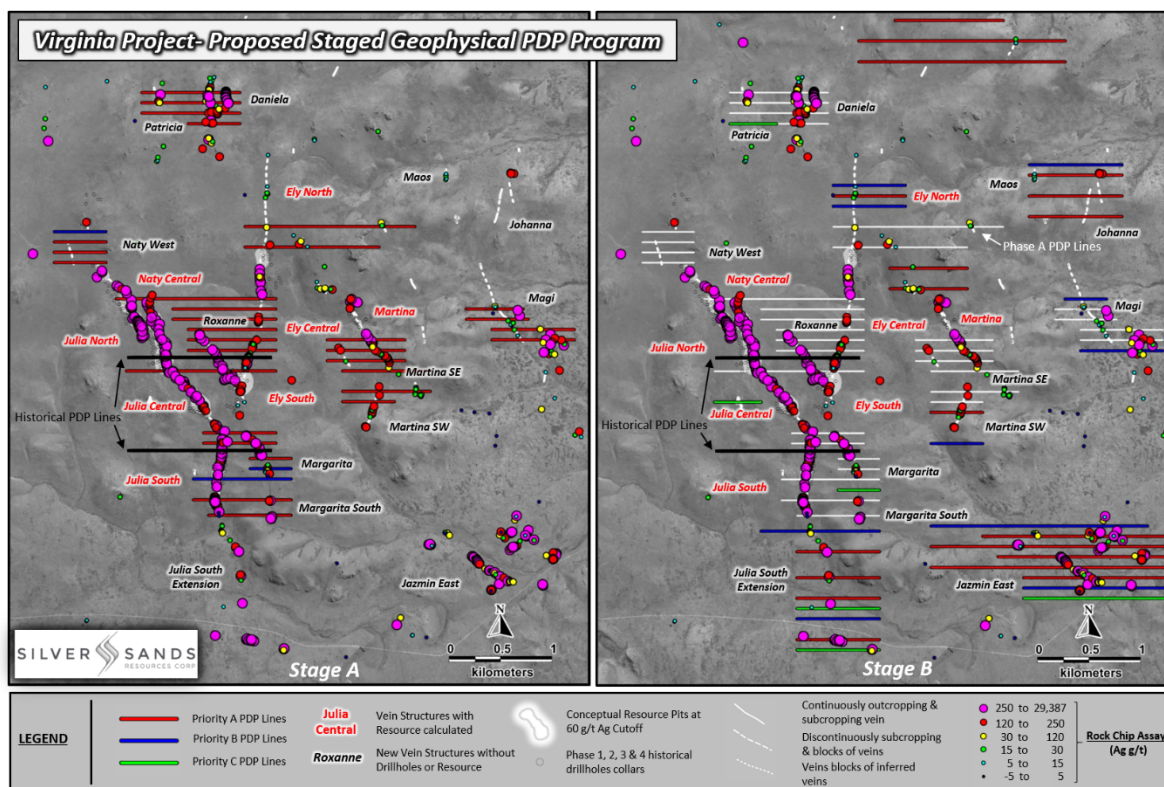 Virginia Project- Proposed Staged Geophysical PDP Program
Daniela
Patricia
Ely North
Maos
Johanna
Naty West
Naty Central
Magi
Roxanne
Ely Central
Martina
Julia North
Martina SE
Historical PDP Lines
Julia Central
Ely South
Martina SW
Margarita
Julia South
Margarita South
Julia South
Extension
Jazmin East
N
SILVER SANDS
RESOURCES CORP
Stage A
0 0.5 1
kilometers
Daniela
Patricia
Maos
Ely North
Johanna
Phase A PDP Lines
Naty West
Naty Central
Magi
Roxanne
Ely Central
Martina
Julia North
Martina SE
Julia Central
Ely South
Historical PDP Lines
Martina SW
Margarita
Julia South
Margarita South
Julia South
Extension
Jazmin East
N
Stage B
0 0.5 1
kilometers
LEGEND
Priority A PDP Lines
Priority B PDP Lines
Priority C PDP Lines
Julia
Central
Vein Structures with
Resource calculated
Roxanne
New Vein Structures without
Drillholes or Resource
Conceptual Resource Pits at
60 g/t Ag Cutoff
Phase 1, 2, 3 & 4 historical
drillholes collars
Continuously outcropping &
subcropping vein
Discontinuously subcropping
& blocks of veins
Veins blocks of inferred
veins
250 to 29,387
120 to 250
30 to 120
15 to 30
5 to 15
-5 to 5
Rock Chip Assay
(Ag g/t)